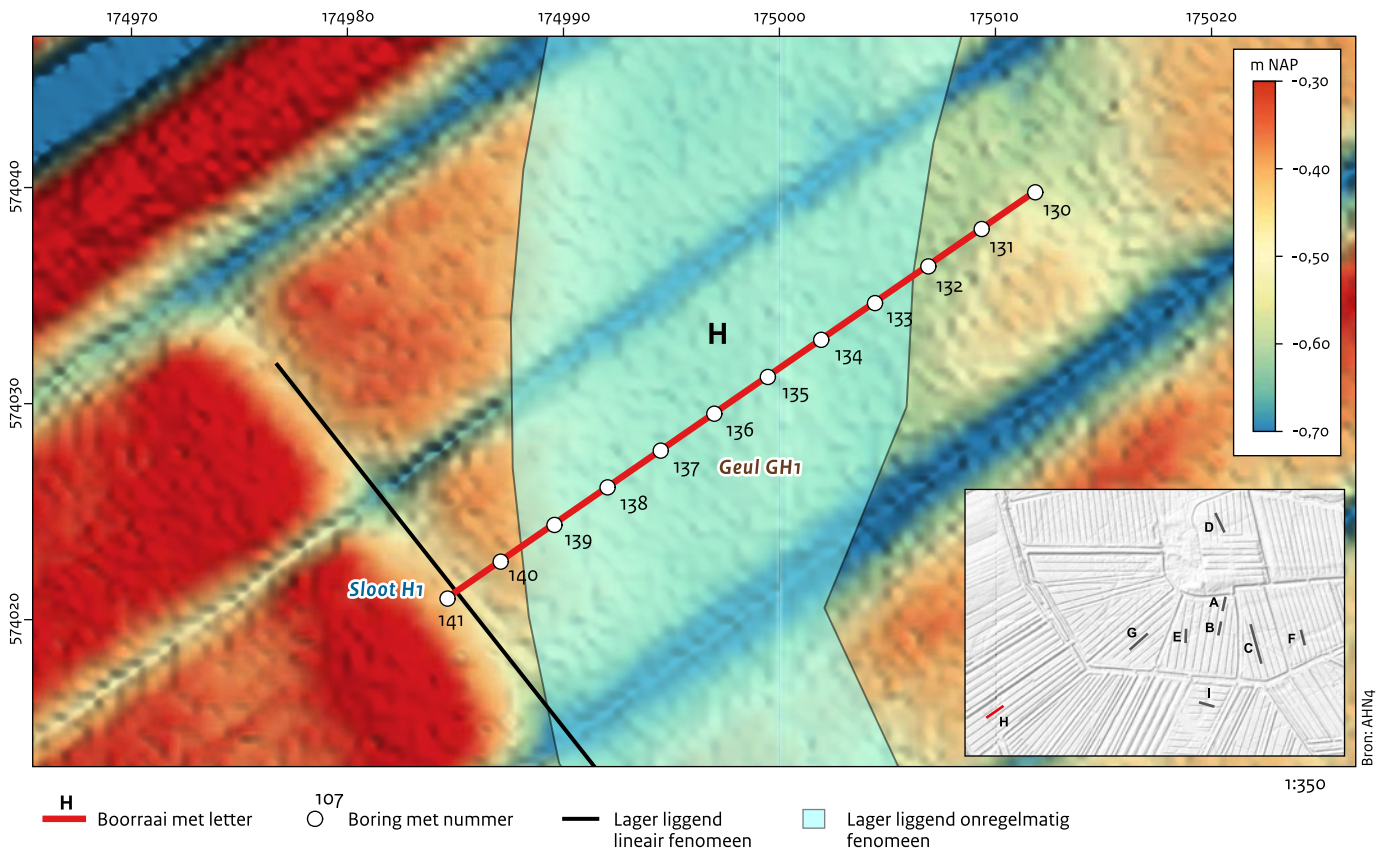 174970 174980 174990 175000 175010 175020
574040
574030
574020
m NAP
-0,30
-0,40
-0,50
-0,60
-0,70
130
131
132
133
H
134
135
136
137
Geul GH1
138
139
140
Sloot H1
141
D
A
B
G
E
C
F
I
H
Bron: AHN4
1:350
H
Boorraai met letter
107
Boring met nummer
Lager liggend
lineair fenomeen
Lager liggend onregelmatig
fenomeen